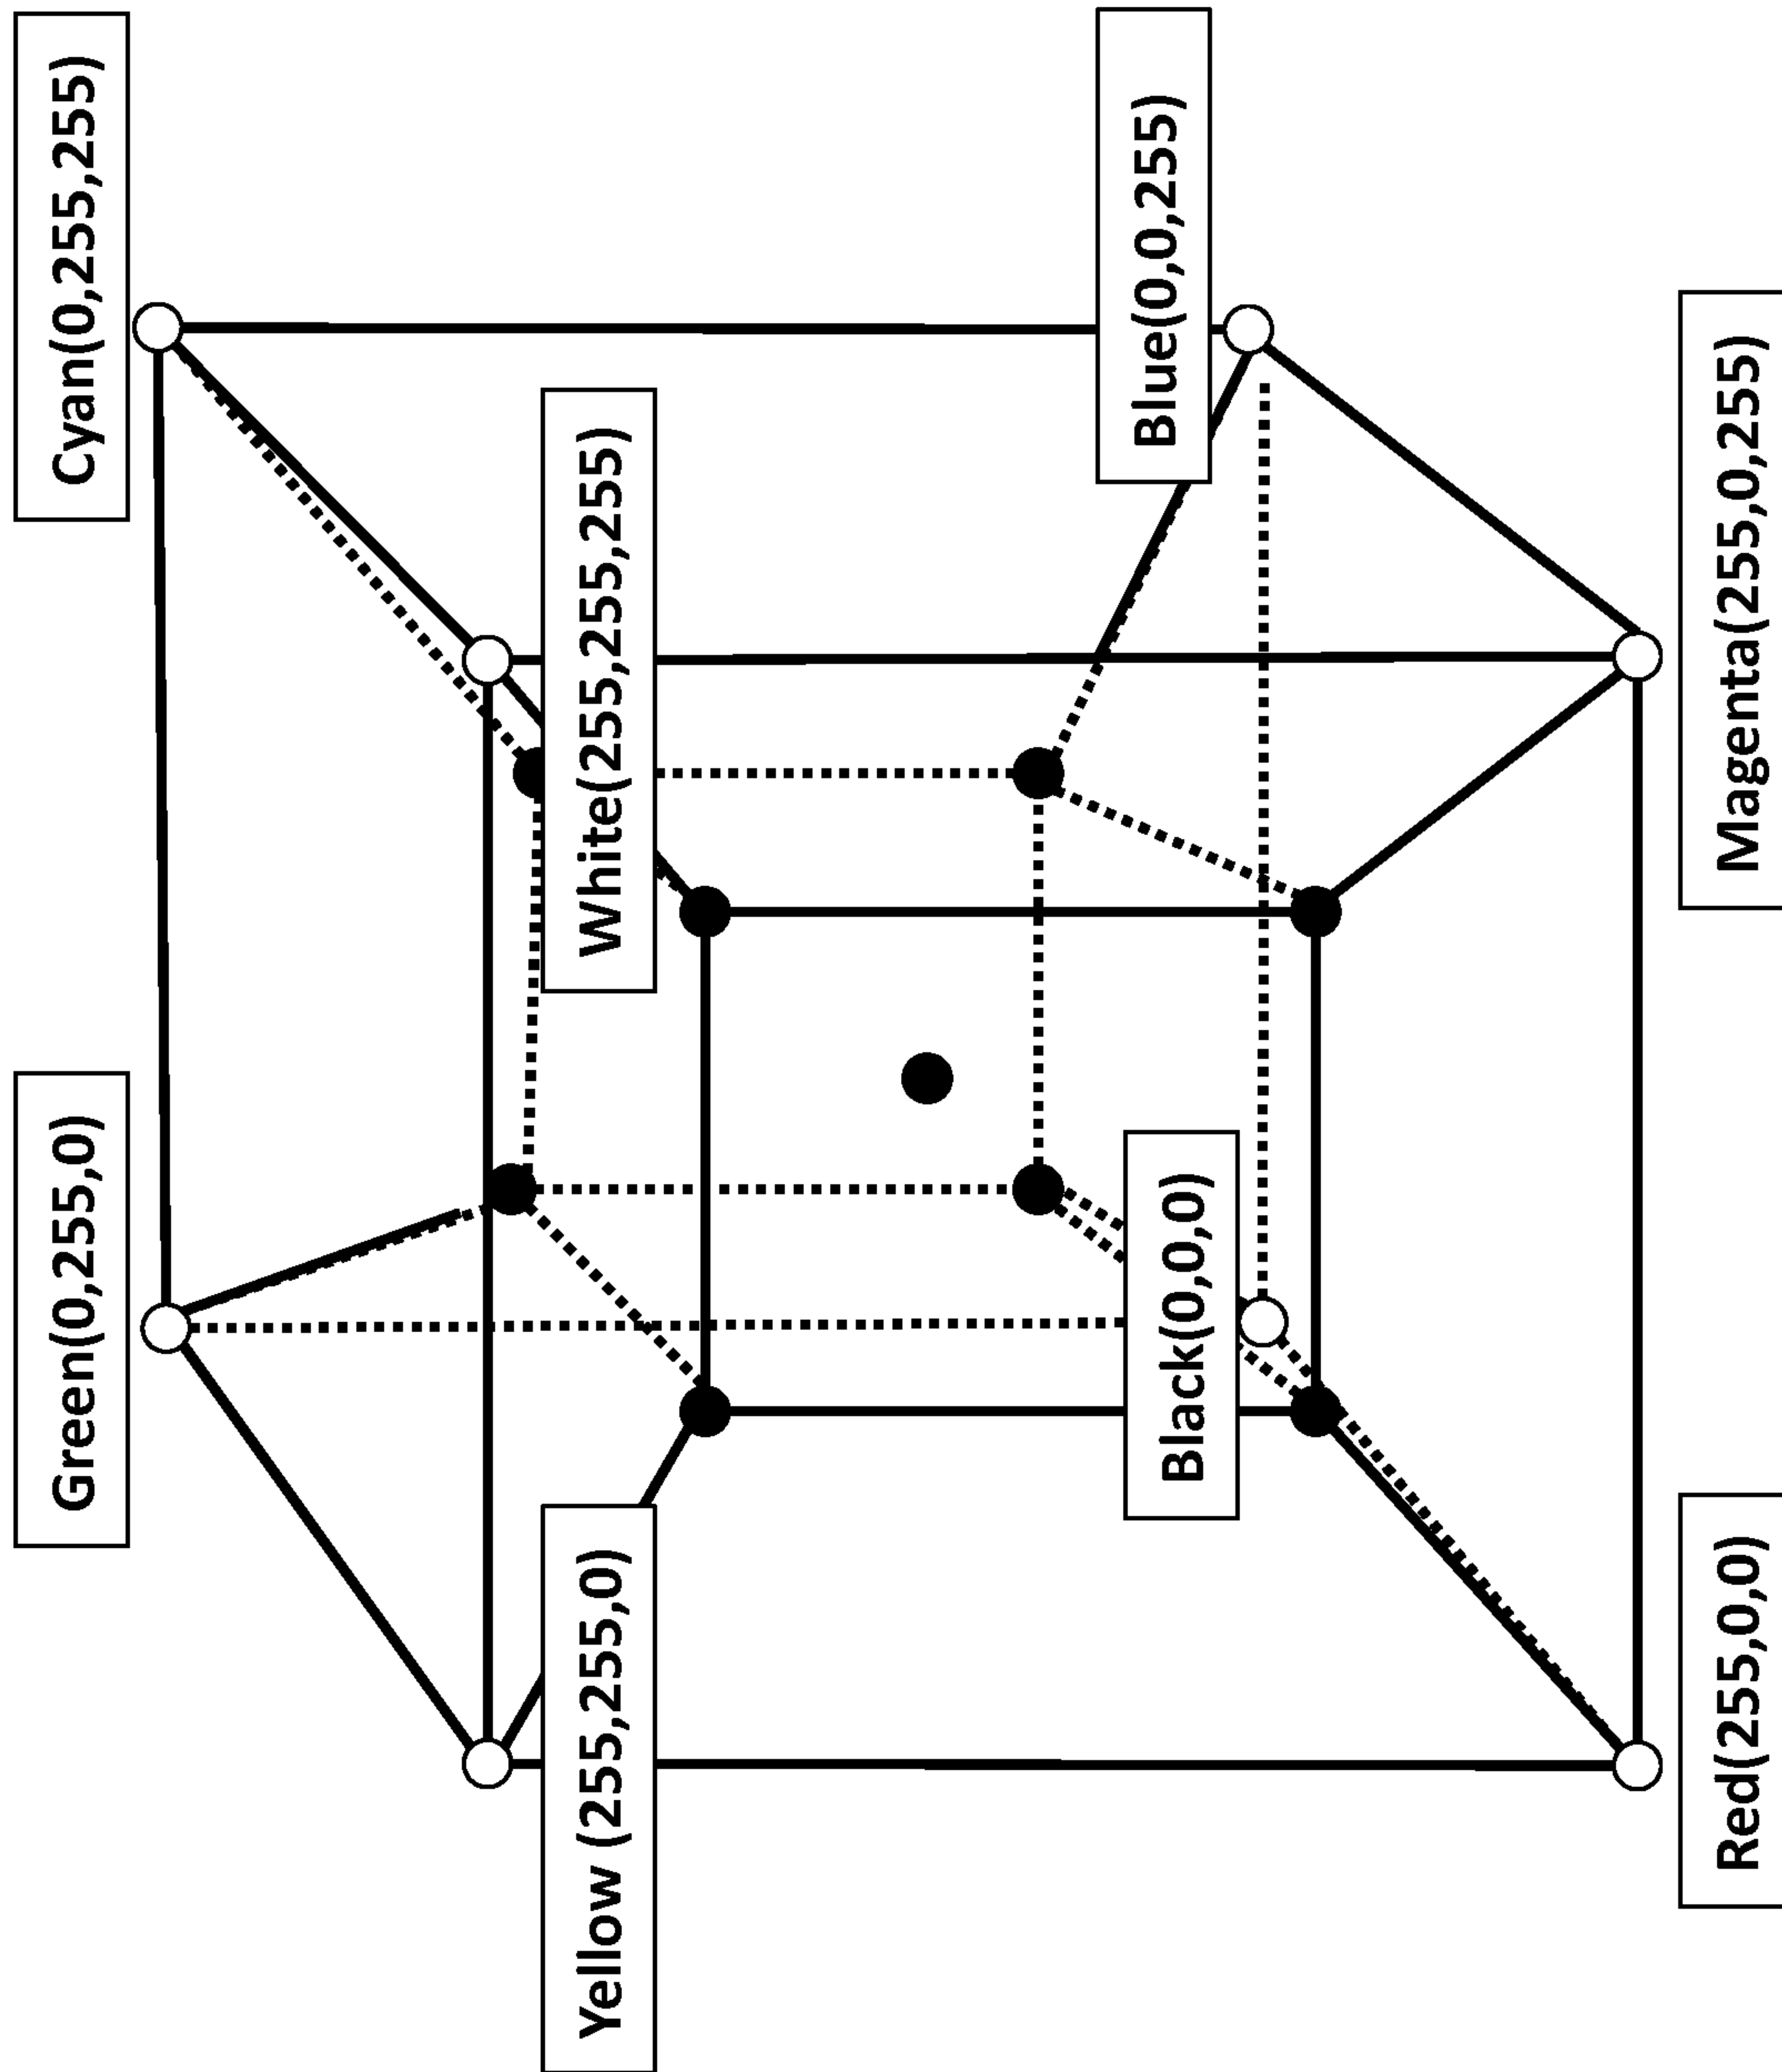 Green(0,255,0)
Cyan(0,255,255)
Yellow (255,255,0)
White(255,255,255)
Black(0,0,0)
Blue(0,0,255)
Red(255,0,0)
Magenta(255,0,255)